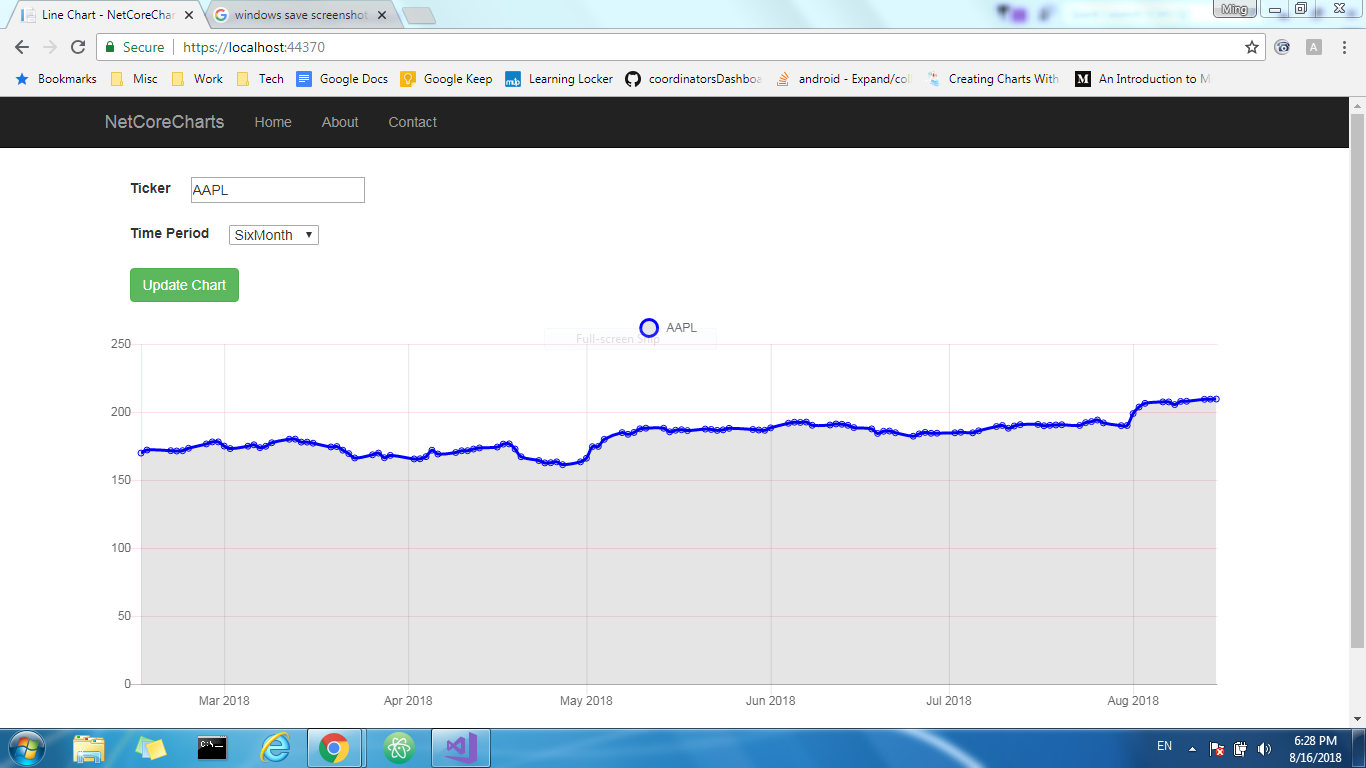 Line Chart - NetCoreChar
windows save screenshot
Ming
Secure
https://localhost:44370
Bookmarks
Misc
Work
Tech
Google Docs
Google Keep
Learning Locker
coordinatorsDashboa
android - Expand/col
Creating Charts With
An Introduction to M
NetCoreCharts
Home
About
Contact
Ticker
AAPL
Time Period
SixMonth
Update Chart
AAPL
Full-screen Snip
250
200
150
100
50
0
Mar 2018
Apr 2018
May 2018
Jun 2018
Jul 2018
Aug 2018
EN
6:28 PM
8/16/2018